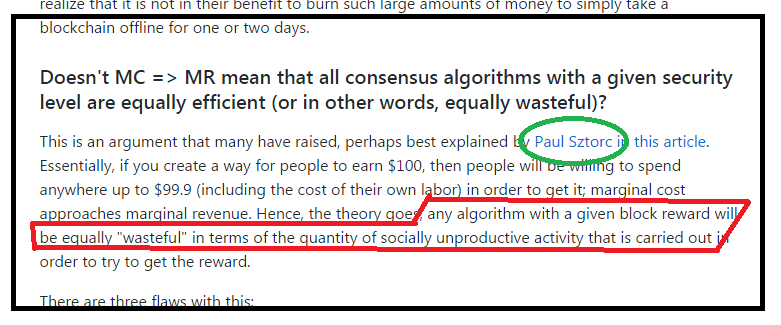 realize that it is not in their benefit to burn such large amounts of money to simply take a
blockchain offline for one or two days.
Doesn't MC => MR mean that all consensus algorithms with a given security
level are equally efficient (or in other words, equally wasteful)?
This is an argument that many have raised, perhaps best explained by Paul Sztorc in this article.
Essentially, if you create a way for people to earn $100, then people will be willing to spend
anywhere up to $99.9 (including the cost of their own labor) in order to get it; marginal cost
approaches marginal revenue. Hence, the theory goes, any algorithm with a given block reward will
be equally "wasteful" in terms of the quantity of socially unproductive activity that is carried out in
order to try to get the reward.
There are three flaws with this: